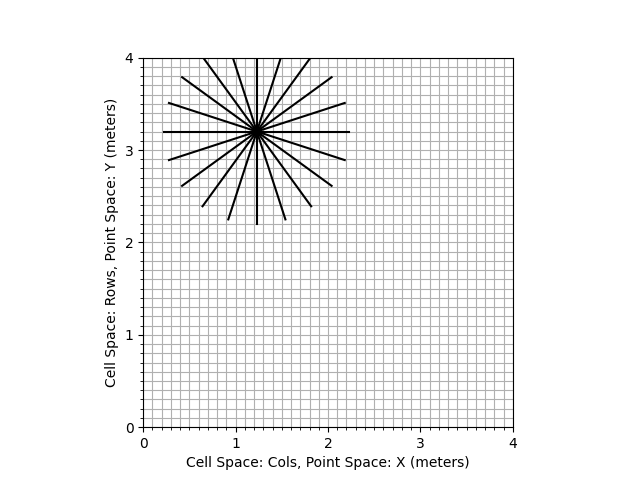 4
3
2
1
0
Cell Space: Rows, Point Space: Y (meters)
0 1 2 3 4
Cell Space: Cols, Point Space: X (meters)